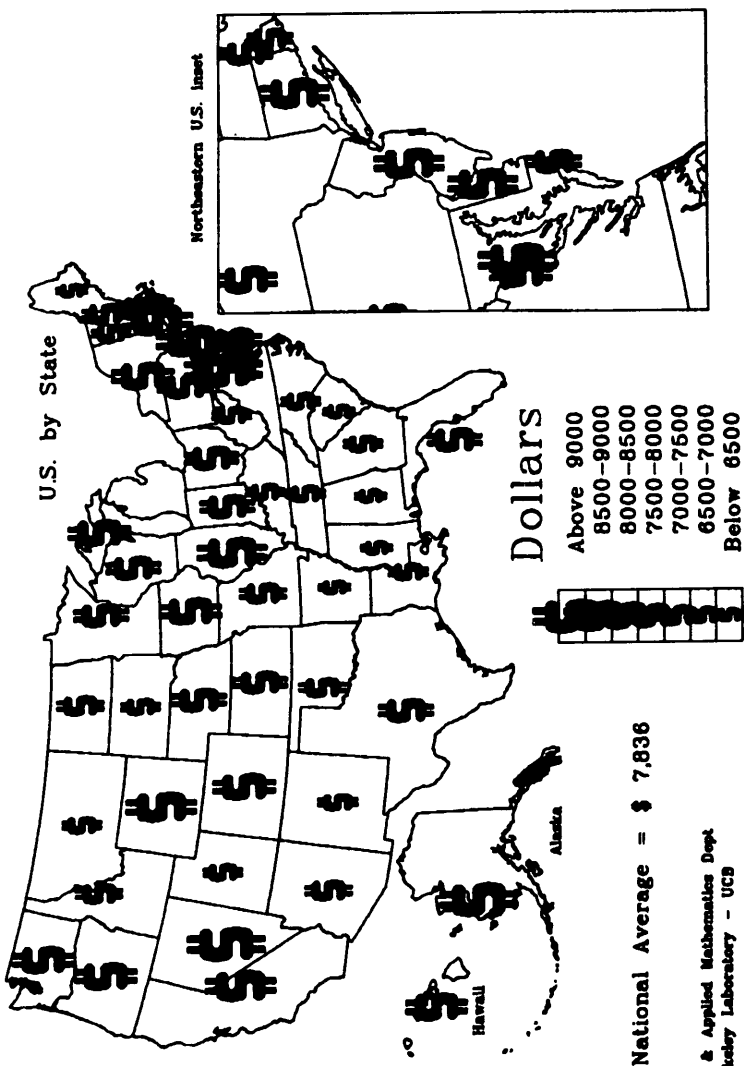 U.S. by State
Northeastern U.S. inset
Hawaii
Alaska
National Average = $ 7,836
Dollars
Above 9000
8500-9000
8000-8500
7500-8000
7000-7500
6500-7000
Below 6500
& Applied Mathematics Dept
keley Laboratory - UCB